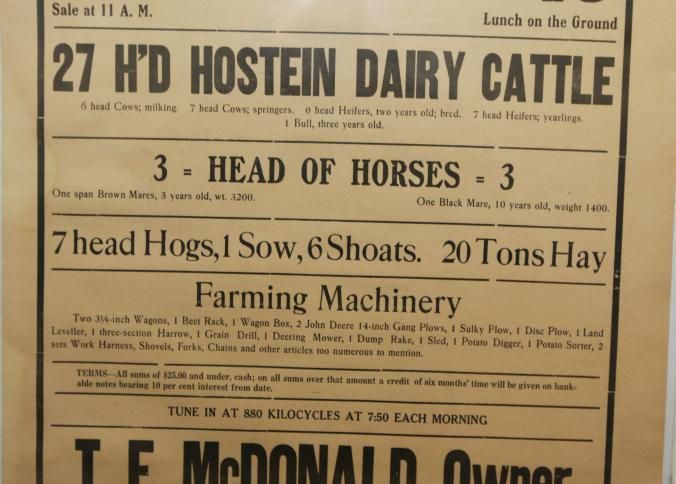 Sale at 11 A. M.
Lunch on the Ground
27 H'D HOSTEIN DAIRY CATTLE
6 head Cows; milking. 7 head Cows; springers. 6 head Heifers, two years old; bred. 7 head Heifers; yearlings.
1 Bull, three years old.
3 = HEAD OF HORSES = 3
One span Brown Mares, 3 years old, wt. 3200.
One Black Mare, 10 years old, weight 1400.
7 head Hogs, 1 Sow, 6 Shoats. 20 Tons Hay
Farming Machinery
Two 3¼-inch Wagons, 1 Beet Rack, 1 Wagon Box, 2 John Deere 14-inch Gang Plows, 1 Sulky Plow, 1 Disc Plow, 1 Land
Leveller, 1 three-section Harrow, 1 Grain Drill, 1 Deering Mower, 1 Dump Rake, 1 Sled, 1 Potato Digger, 1 Potato Sorter, 2
sets Work Harness, Shovels, Forks, Chains and other articles too numerous to mention.
TERMS—All sums of $25.00 and under, cash; on all sums over that amount a credit of six months' time will be given on bank-
able notes bearing 10 per cent interest from date.
TUNE IN AT 880 KILOCYCLES AT 7:50 EACH MORNING
McDONALD Owner